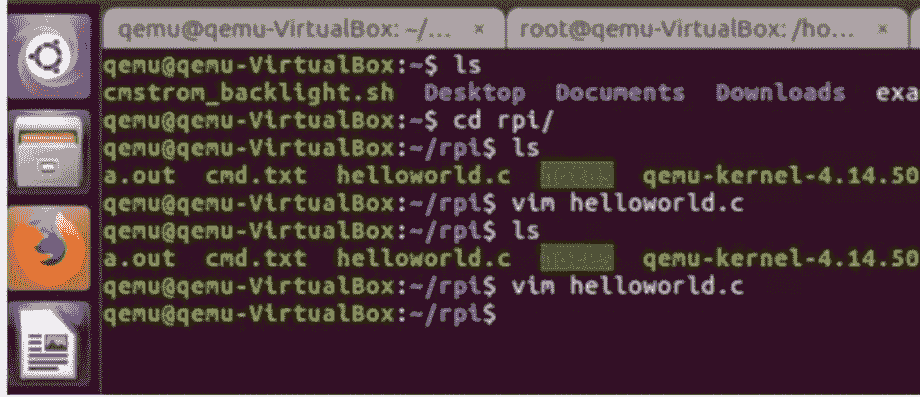 qemu@qemu-VirtualBox: ~/... × root@qemu-VirtualBox: /ho... ×
qemu@qemu-VirtualBox:~$ ls
cmstrom_backlight.sh Desktop Documents Downloads exa
qemu@qemu-VirtualBox:~$ cd rpi/
qemu@qemu-VirtualBox:~/rpi$ ls
a.out cmd.txt helloworld.c qemu-kernel-4.14.50
qemu@qemu-VirtualBox:~/rpi$ vim helloworld.c
qemu@qemu-VirtualBox:~/rpi$ ls
a.out cmd.txt helloworld.c qemu-kernel-4.14.50
qemu@qemu-VirtualBox:~/rpi$ vim helloworld.c
qemu@qemu-VirtualBox:~/rpi$